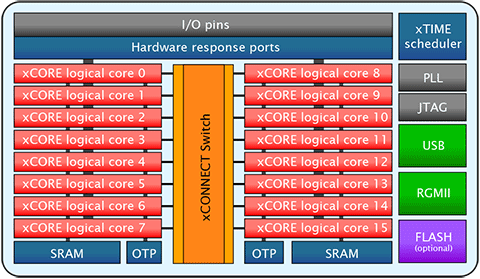 I/O pins
Hardware response ports
xTIME
scheduler
xCORE logical core 0
xCORE logical core 1
xCORE logical core 2
xCORE logical core 3
xCORE logical core 4
xCORE logical core 5
xCORE logical core 6
xCORE logical core 7
xCONNECT Switch
xCORE logical core 8
xCORE logical core 9
xCORE logical core 10
xCORE logical core 11
xCORE logical core 12
xCORE logical core 13
xCORE logical core 14
xCORE logical core 15
PLL
JTAG
USB
RGMII
FLASH
(optional)
SRAM
OTP
OTP
SRAM